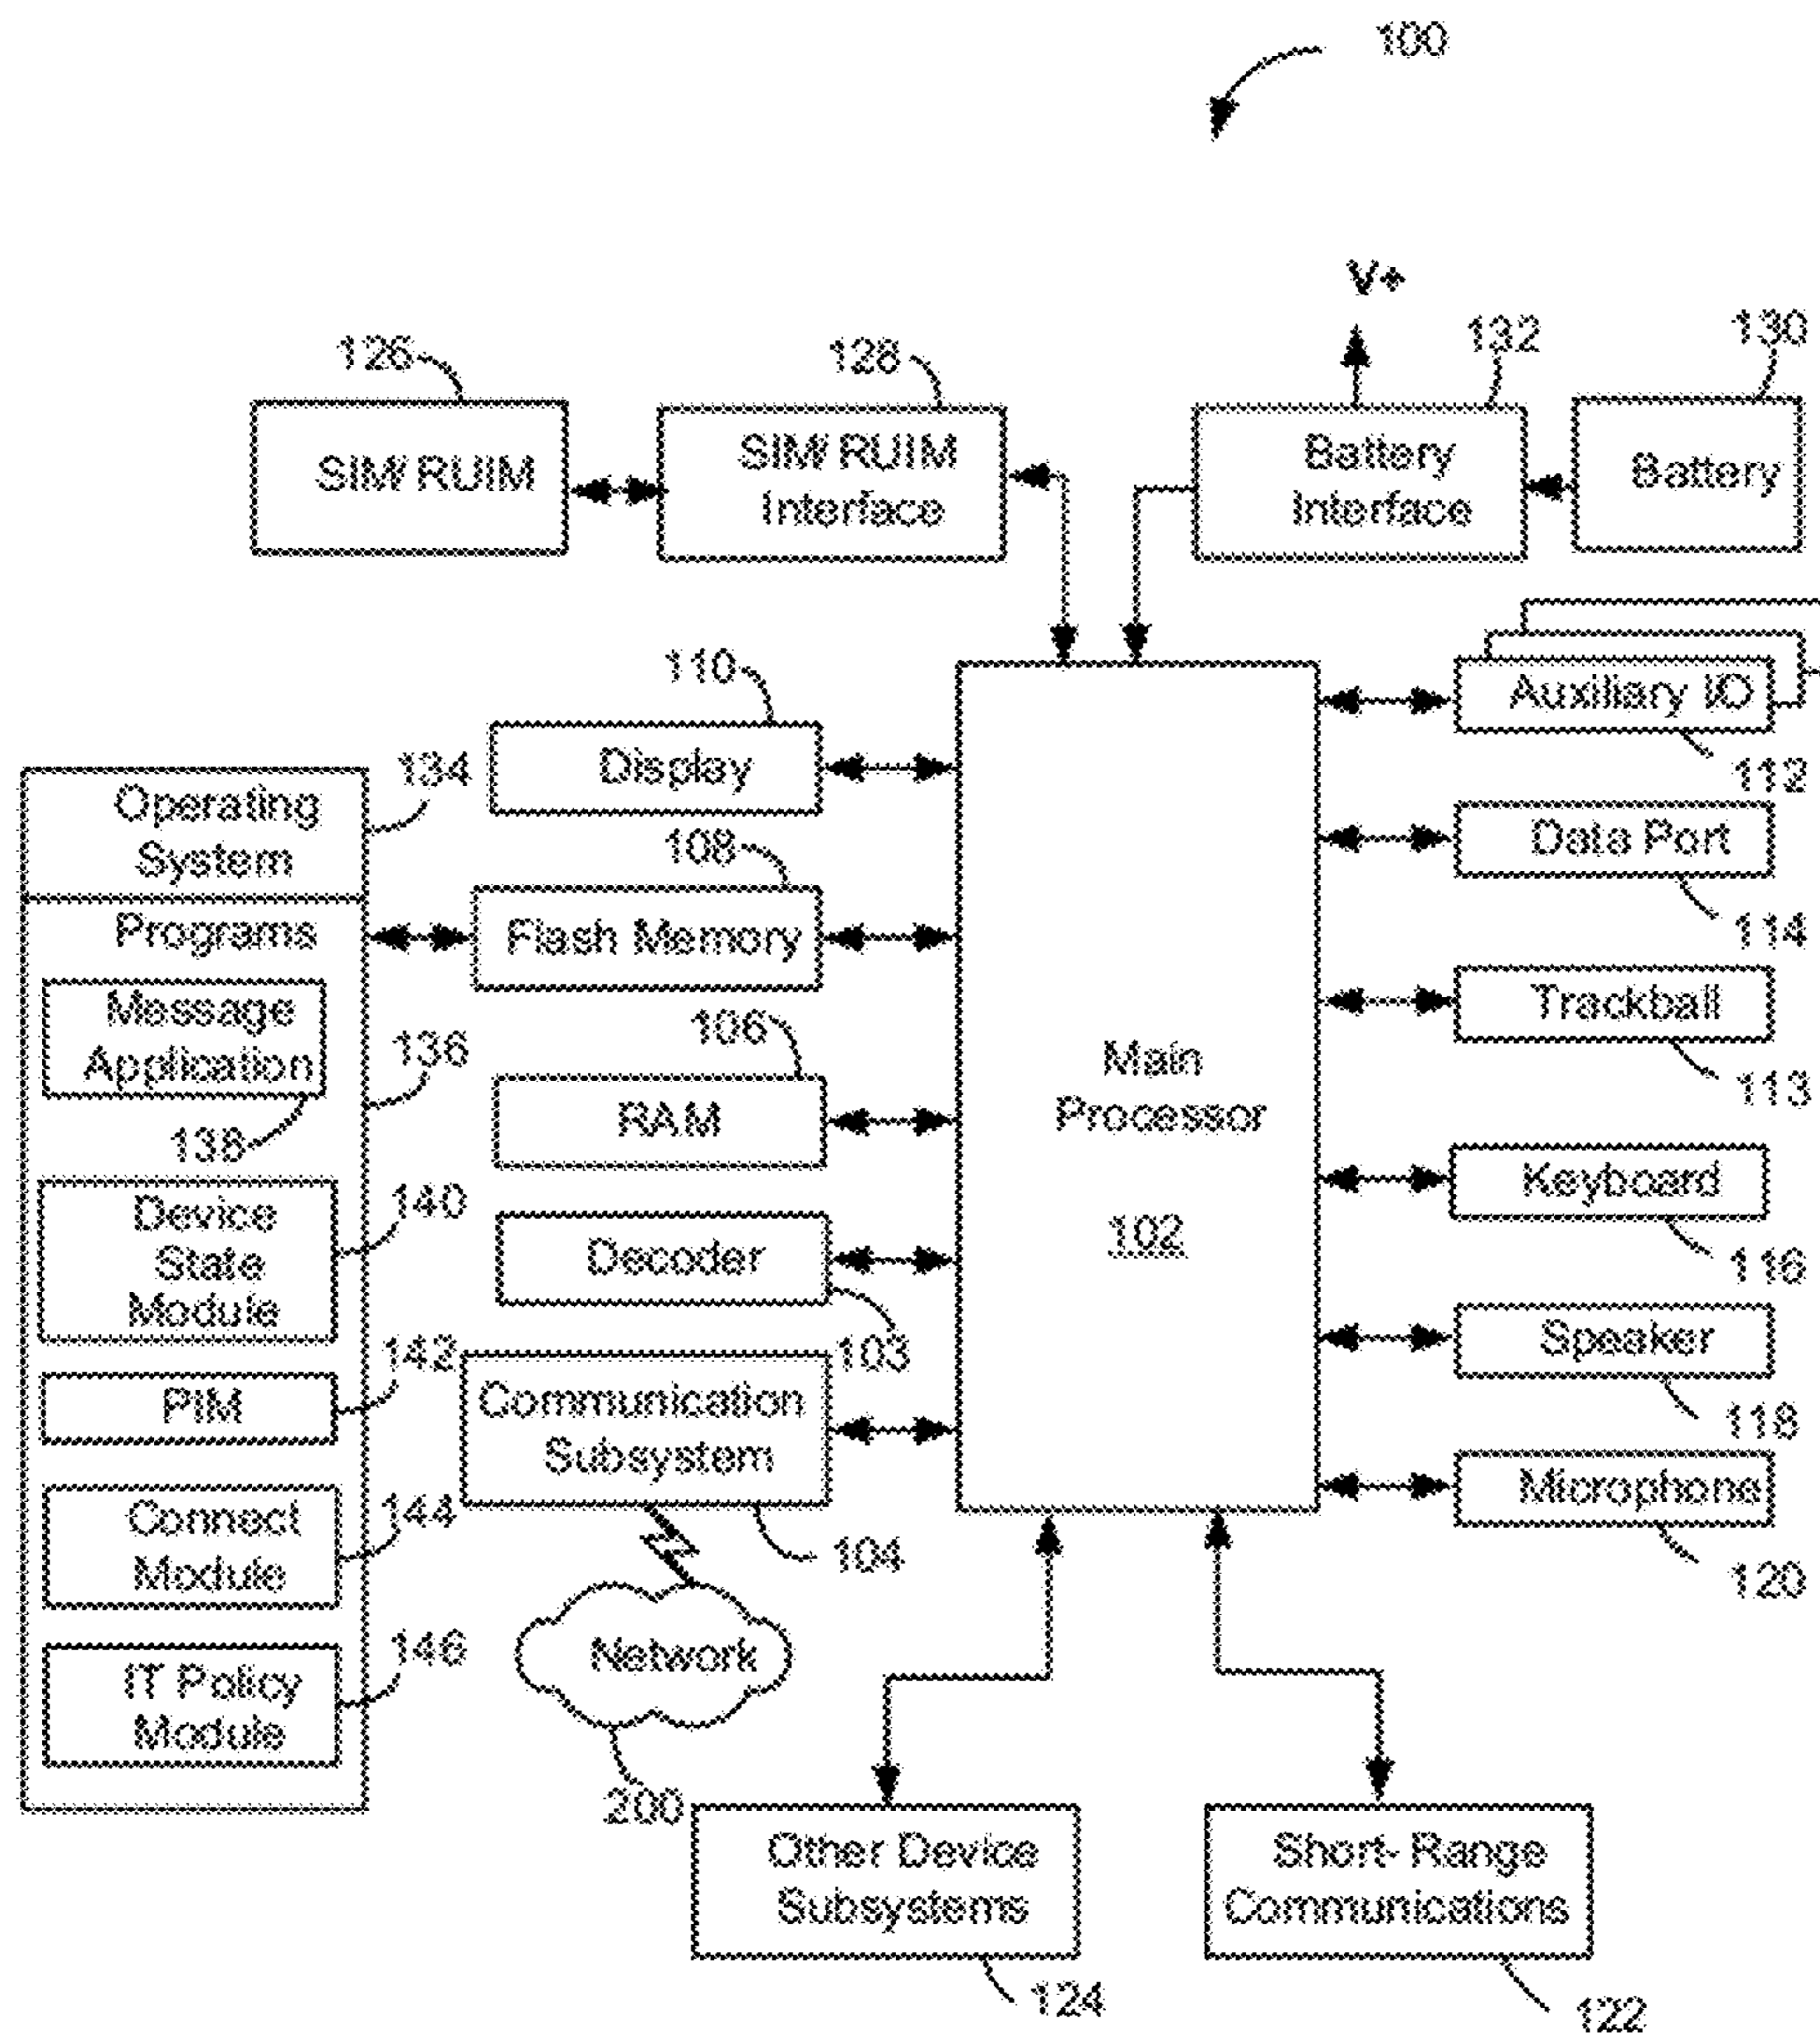 100
V+
126
128
132
130
SIM/ RUIM
SIM/ RUIM
Interface
Battery
Interface
Battery
110
Display
Auxiliary I/O
112
134
Operating
System
108
Data Port
114
Programs
Flash Memory
Message
Application
138
136
106
RAM
Main
Processor
102
Trackball
113
Device
State
Module
140
Decoder
103
Keyboard
116
PIM
142
Communication
Subsystem
104
Speaker
118
Connect
Module
144
Microphone
120
IT Policy
Module
146
Network
200
Other Device
Subsystems
124
Short- Range
Communications
122